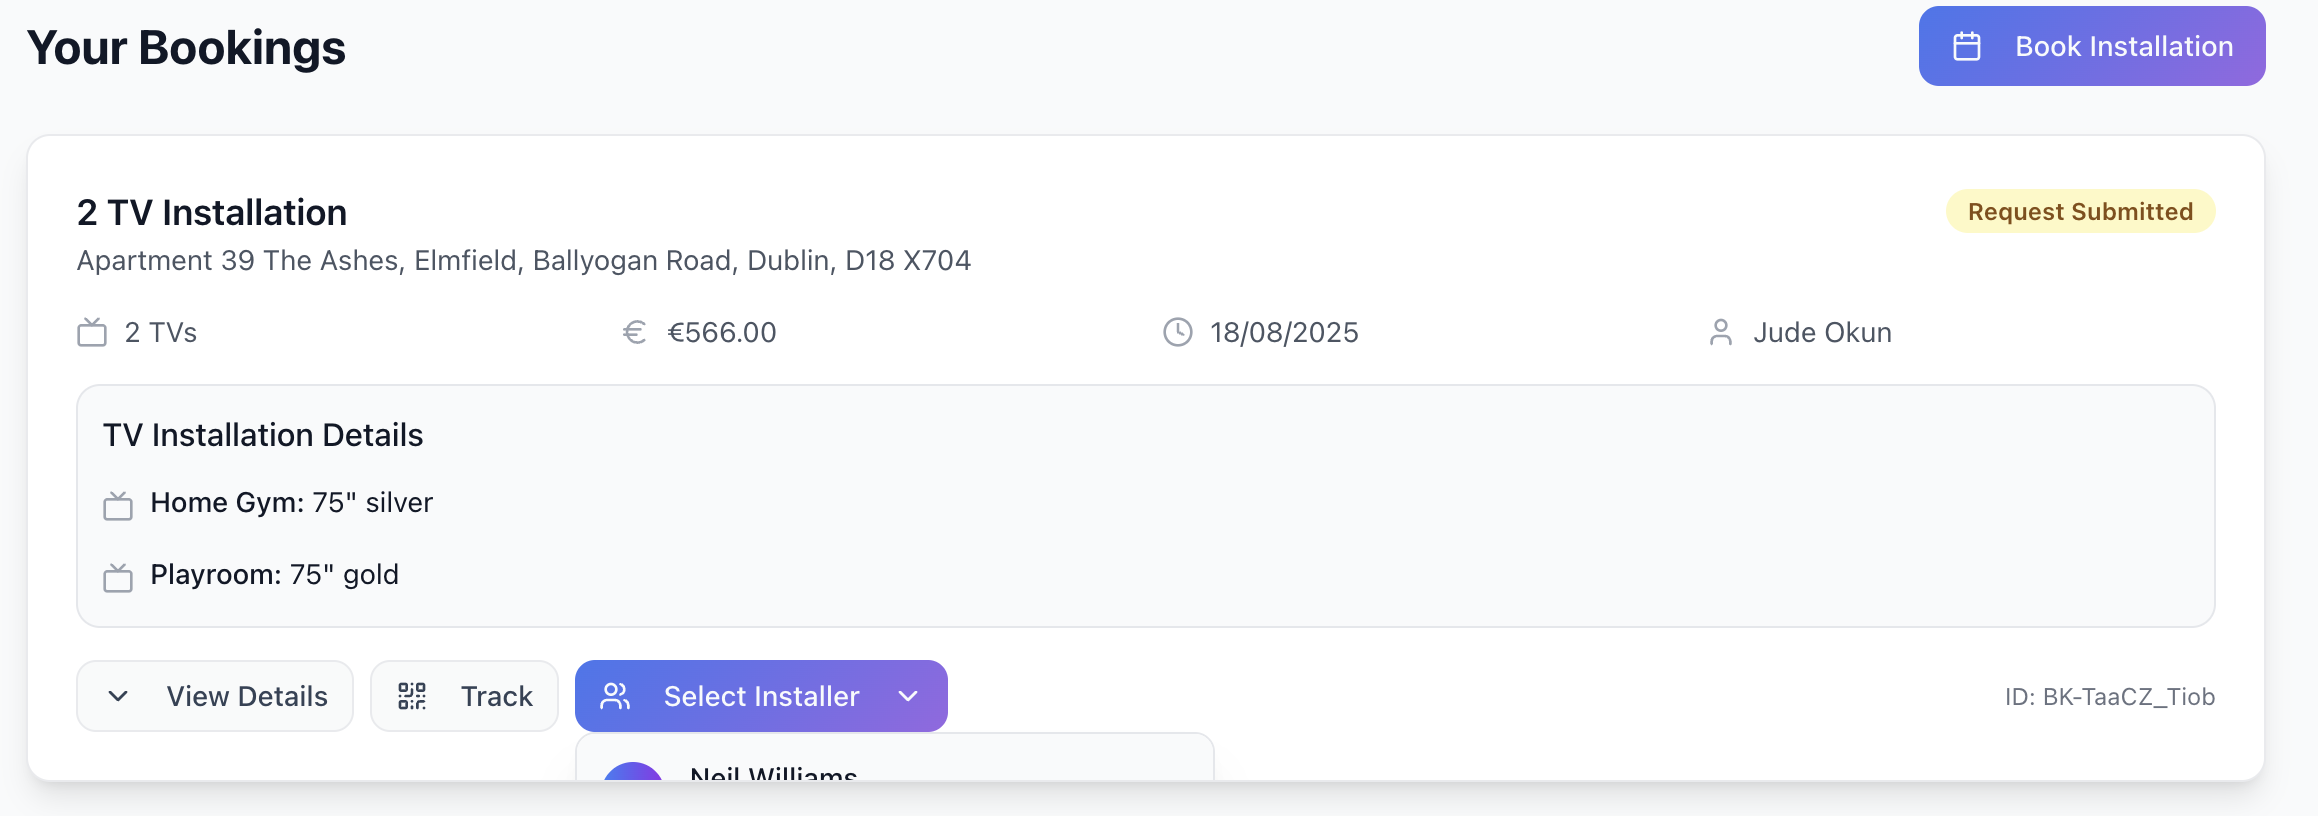 Your Bookings
Book Installation
2 TV Installation
Request Submitted
Apartment 39 The Ashes, Elmfield, Ballyogan Road, Dublin, D18 X704
2 TVs
€566.00
18/08/2025
Jude Okun
TV Installation Details
Home Gym: 75" silver
Playroom: 75" gold
View Details
Track
Select Installer
ID: BK-TaaCZ_Tiob
Neil Williams